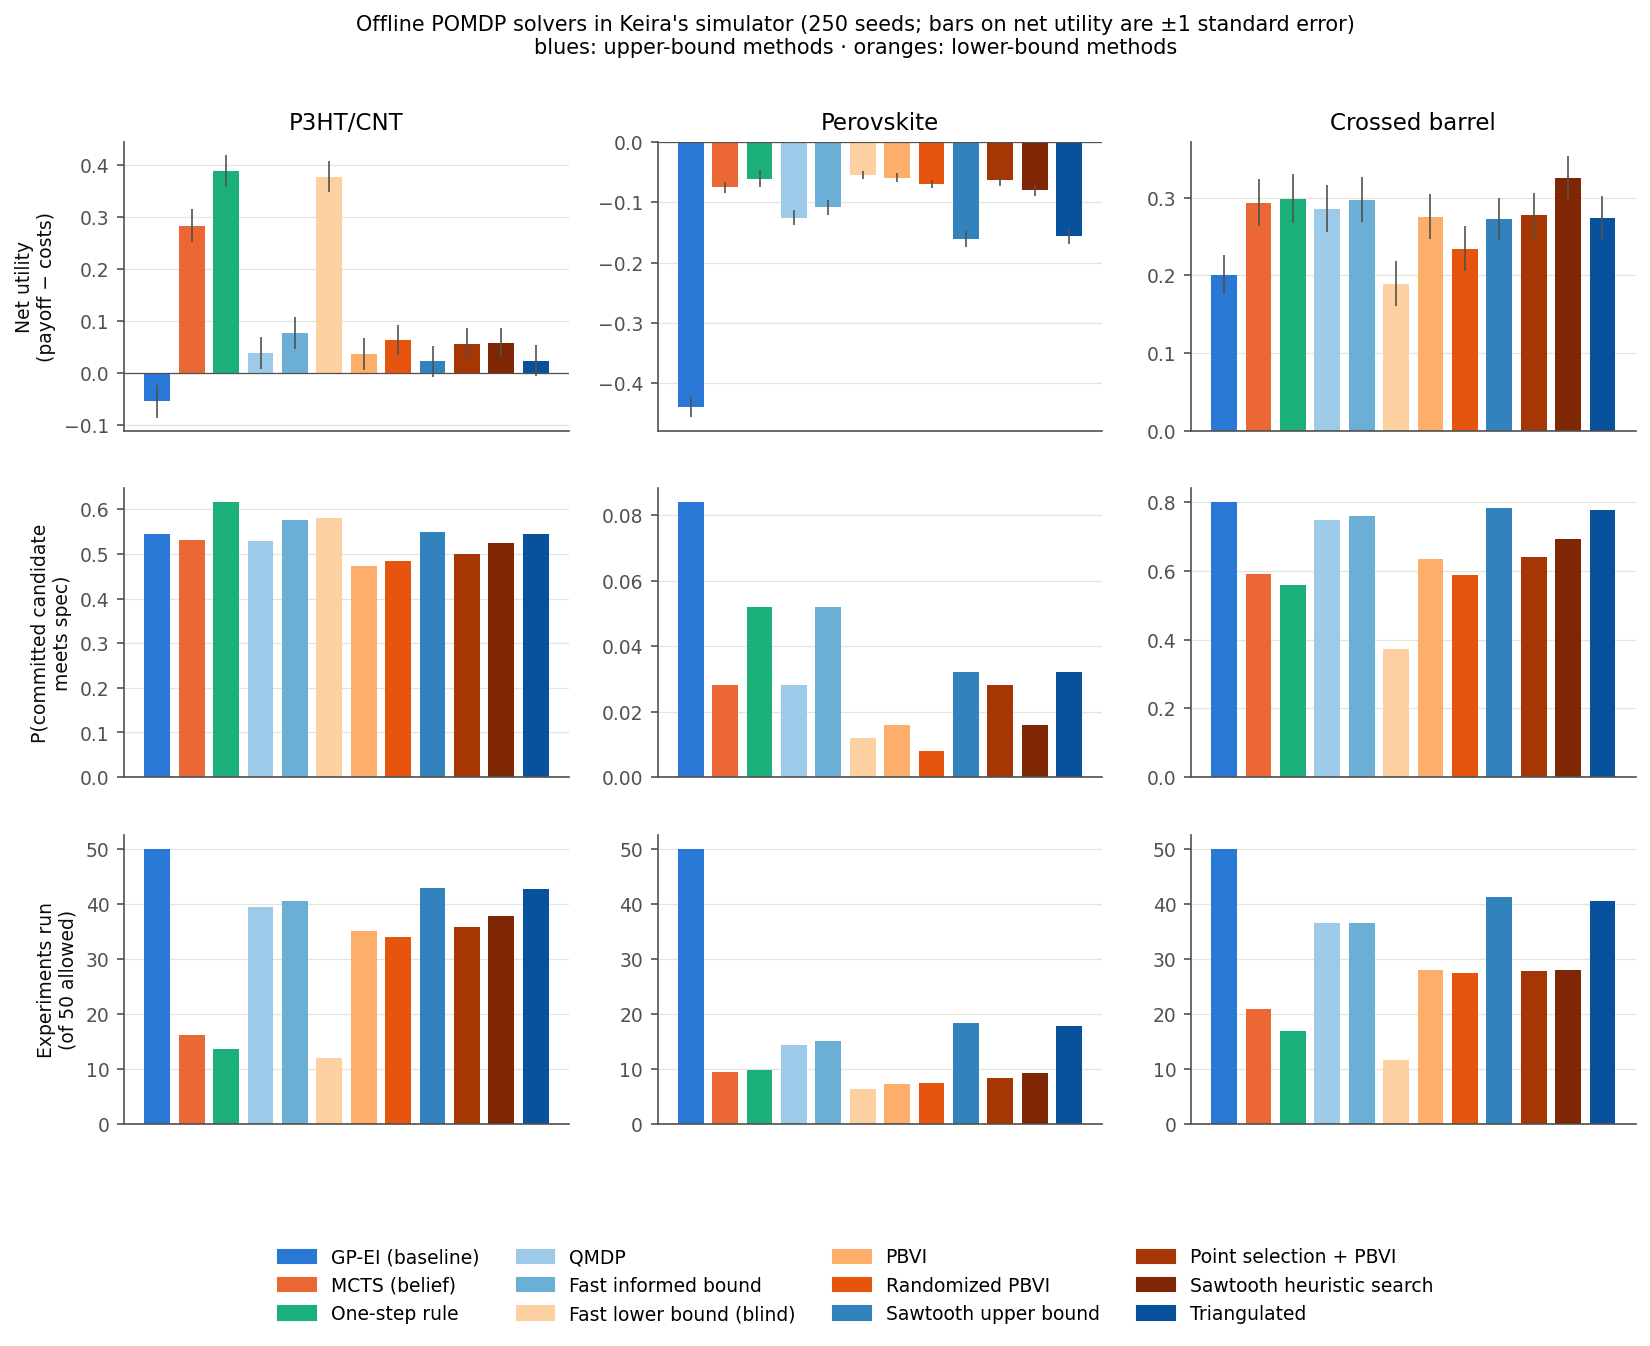 Offline POMDP solvers in Keira's simulator (250 seeds; bars on net utility are ±1 standard error)
blues: upper-bound methods · oranges: lower-bound methods
P3HT/CNT
Perovskite
Crossed barrel
Net utility
(payoff − costs)
0.4
0.3
0.2
0.1
0.0
−0.1
0.0
−0.1
−0.2
−0.3
−0.4
0.3
0.2
0.1
0.0
P(committed candidate
meets spec)
0.6
0.5
0.4
0.3
0.2
0.1
0.0
0.08
0.06
0.04
0.02
0.00
0.8
0.6
0.4
0.2
0.0
Experiments run
(of 50 allowed)
50
40
30
20
10
0
50
40
30
20
10
0
50
40
30
20
10
0
GP-EI (baseline)
MCTS (belief)
One-step rule
QMDP
Fast informed bound
Fast lower bound (blind)
PBVI
Randomized PBVI
Sawtooth upper bound
Point selection + PBVI
Sawtooth heuristic search
Triangulated